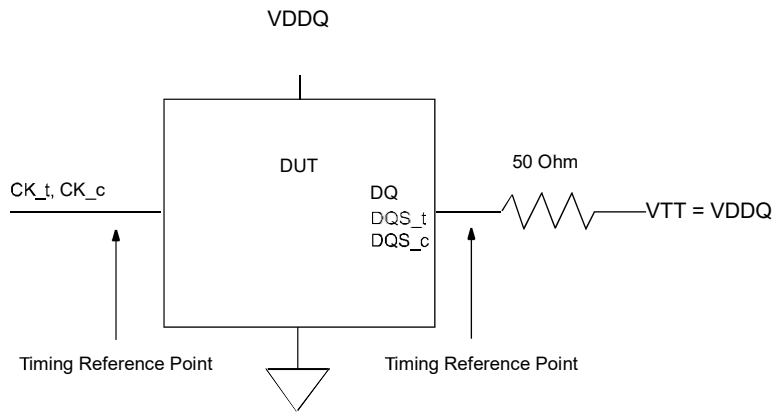 VDDQ
DUT
50 Ohm
CK_t, CK_c
DQ
DQS_t
DQS_c
VTT = VDDQ
Timing Reference Point
Timing Reference Point